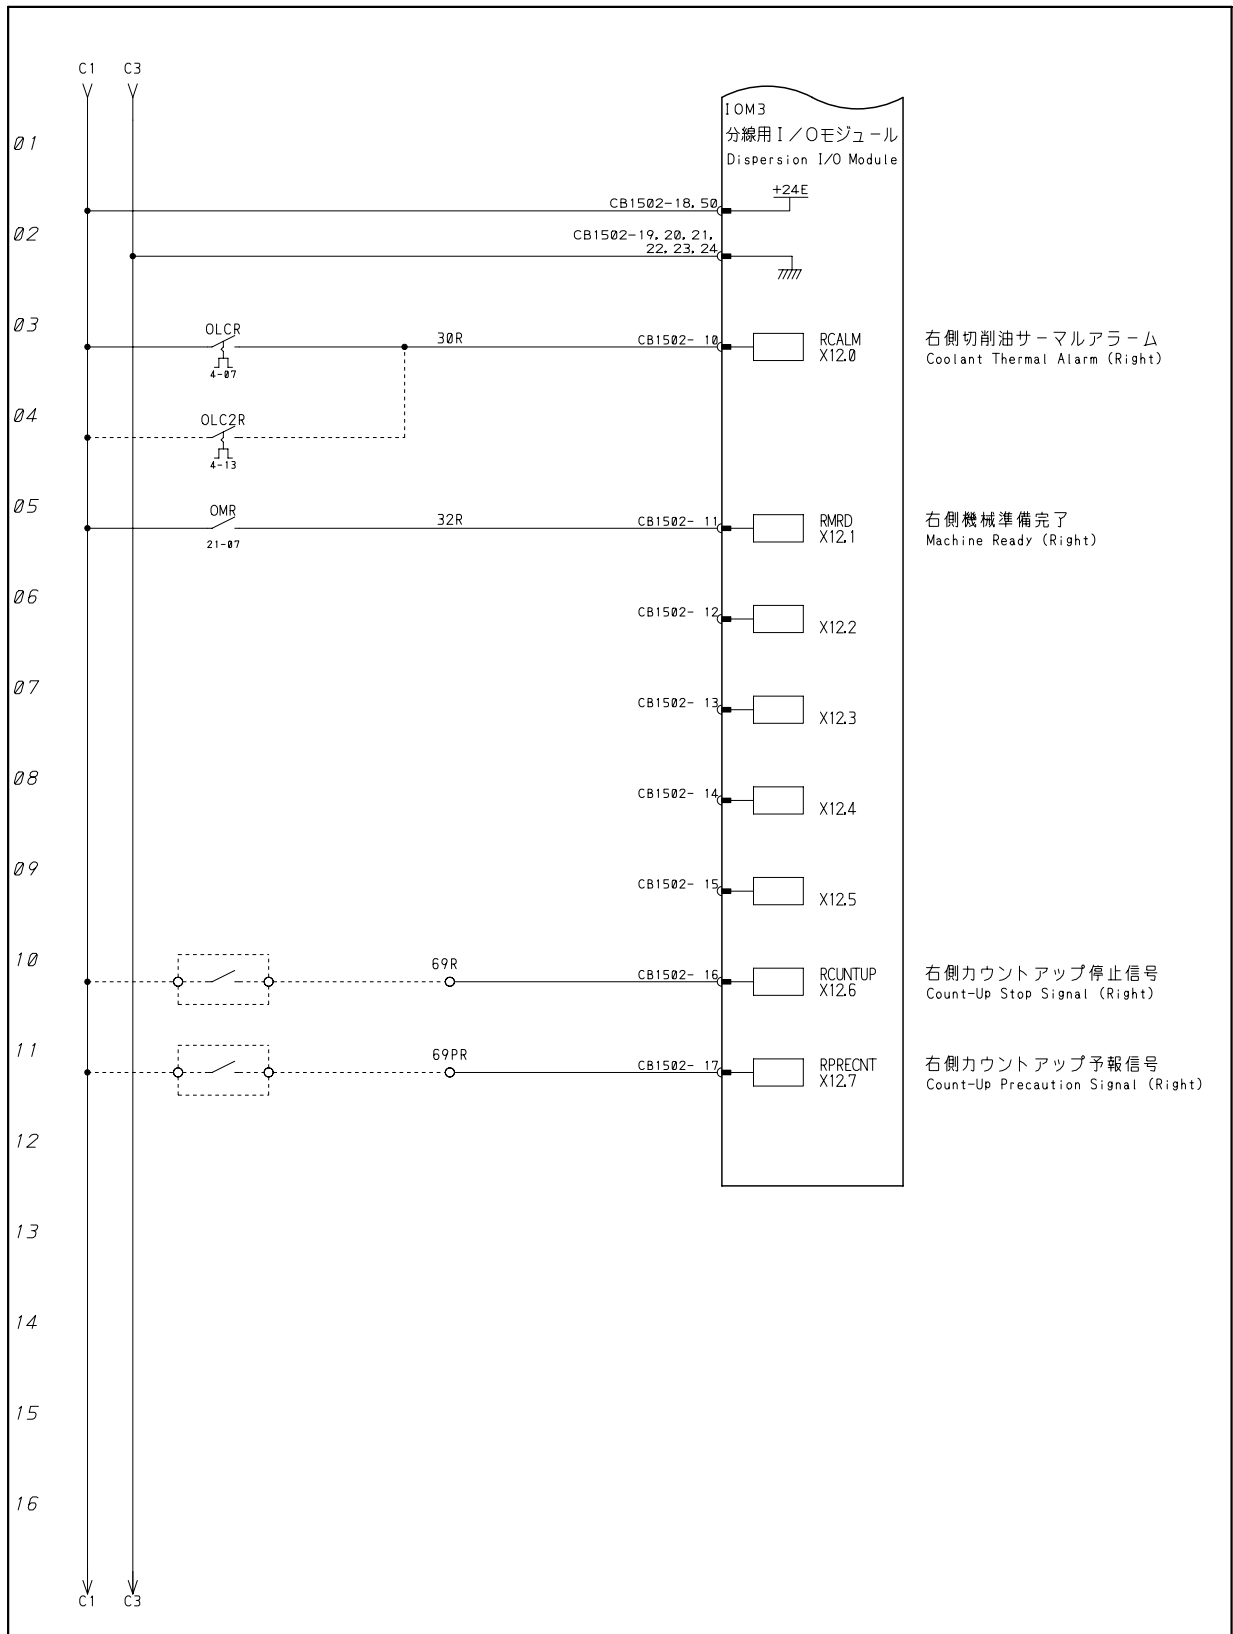 C1 C3
IOM3
01
分線用I/Oモジュール
Dispersion I/O Module
+24E
CB1502-18.50
02
CB1502-19.20.21.
22.23.24
03
OLCR
30R
CB1502- 10
RCALM
X12.0
右側切削油サーマルアラーム
Coolant Thermal Alarm (Right)
4-07
04
OLC2R
4-13
05
OMR
32R
CB1502- 11
RMRD
X12.1
右側機械準備完了
Machine Ready (Right)
21-07
06
CB1502- 12
X12.2
07
CB1502- 13
X12.3
08
CB1502- 14
X12.4
09
CB1502- 15
X12.5
10
69R
CB1502- 16
RCUNTUP
X12.6
右側カウントアップ停止信号
Count-Up Stop Signal (Right)
11
69PR
CB1502- 17
RPRECNT
X12.7
右側カウントアップ予報信号
Count-Up Precaution Signal (Right)
12
13
14
15
16
C1 C3